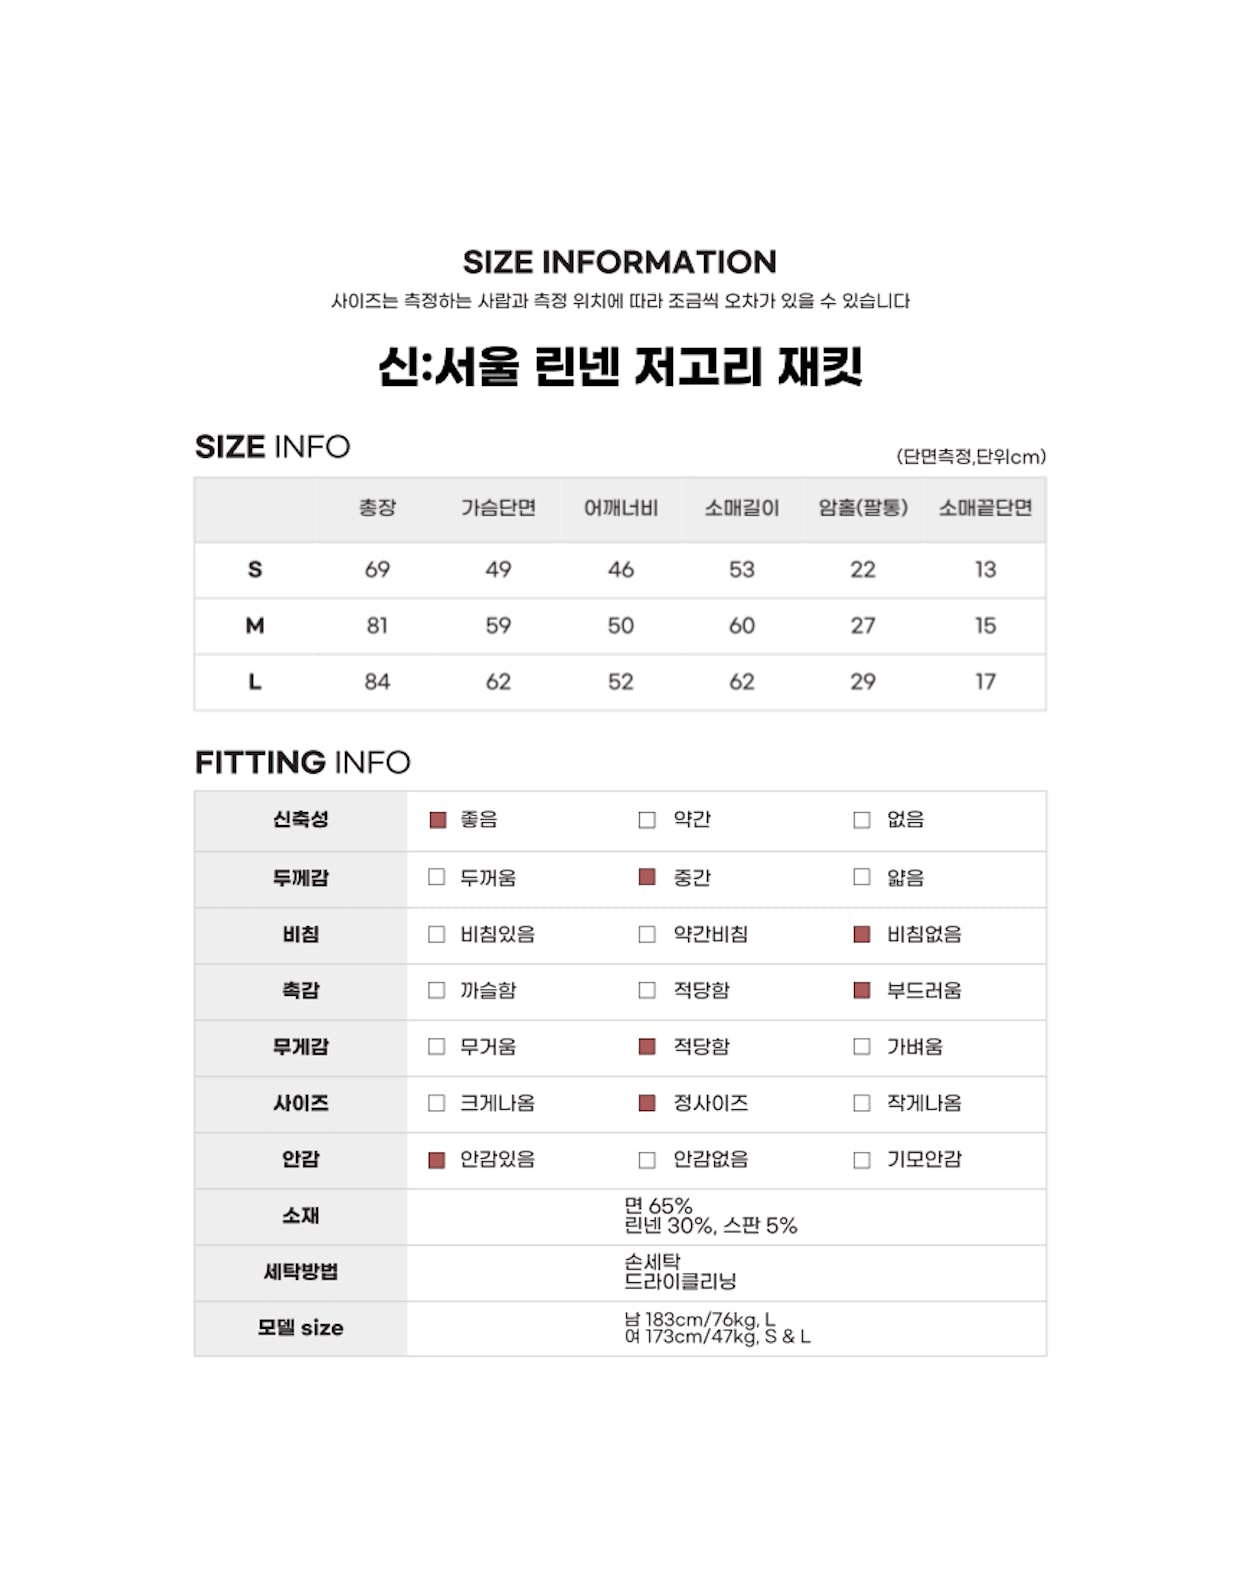 SIZE INFORMATION
사이즈는 측정하는 사람과 측정 위치에 따라 조금씩 오차가 있을 수 있습니다
신:서울 린넨 저고리 재킷
SIZE INFO
(단면측정,단위cm)
총장 가슴단면 어깨너비 소매길이 암홀(팔통) 소매끝단면
S 69 49 46 53 22 13
M 81 59 50 60 27 15
L 84 62 52 62 29 17
FITTING INFO
신축성 좋음 약간 없음
두께감 두꺼움 중간 얇음
비침 비침있음 약간비침 비침없음
촉감 까슬함 적당함 부드러움
무게감 무거움 적당함 가벼움
사이즈 크게나옴 정사이즈 작게나옴
안감 안감있음 안감없음 기모안감
소재
면 65%
린넨 30%, 스판 5%
세탁방법
손세탁
드라이클리닝
모델 size
남 183cm/76kg, L
여 173cm/47kg, S & L